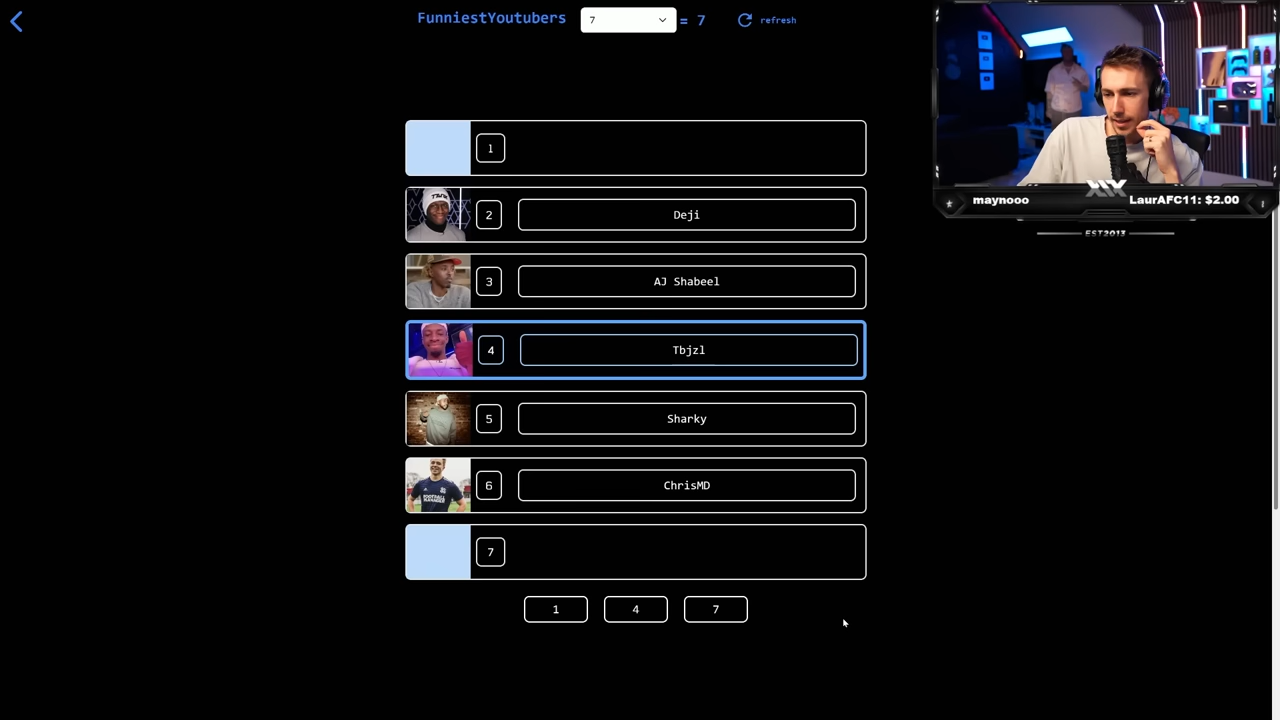 FunniestYoutubers 7 = 7 refresh
1
2 Deji
3 AJ Shabeel
4 Tbjzl
5 Sharky
6 ChrisMD
7
1 4 7
maynooo LaurAFC11: $2.00
EST2013